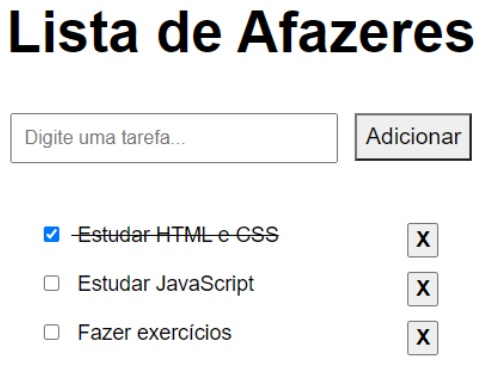 Lista de Afazeres
Digite uma tarefa... Adicionar
Estudar HTML e CSS X
Estudar JavaScript X
Fazer exercícios X